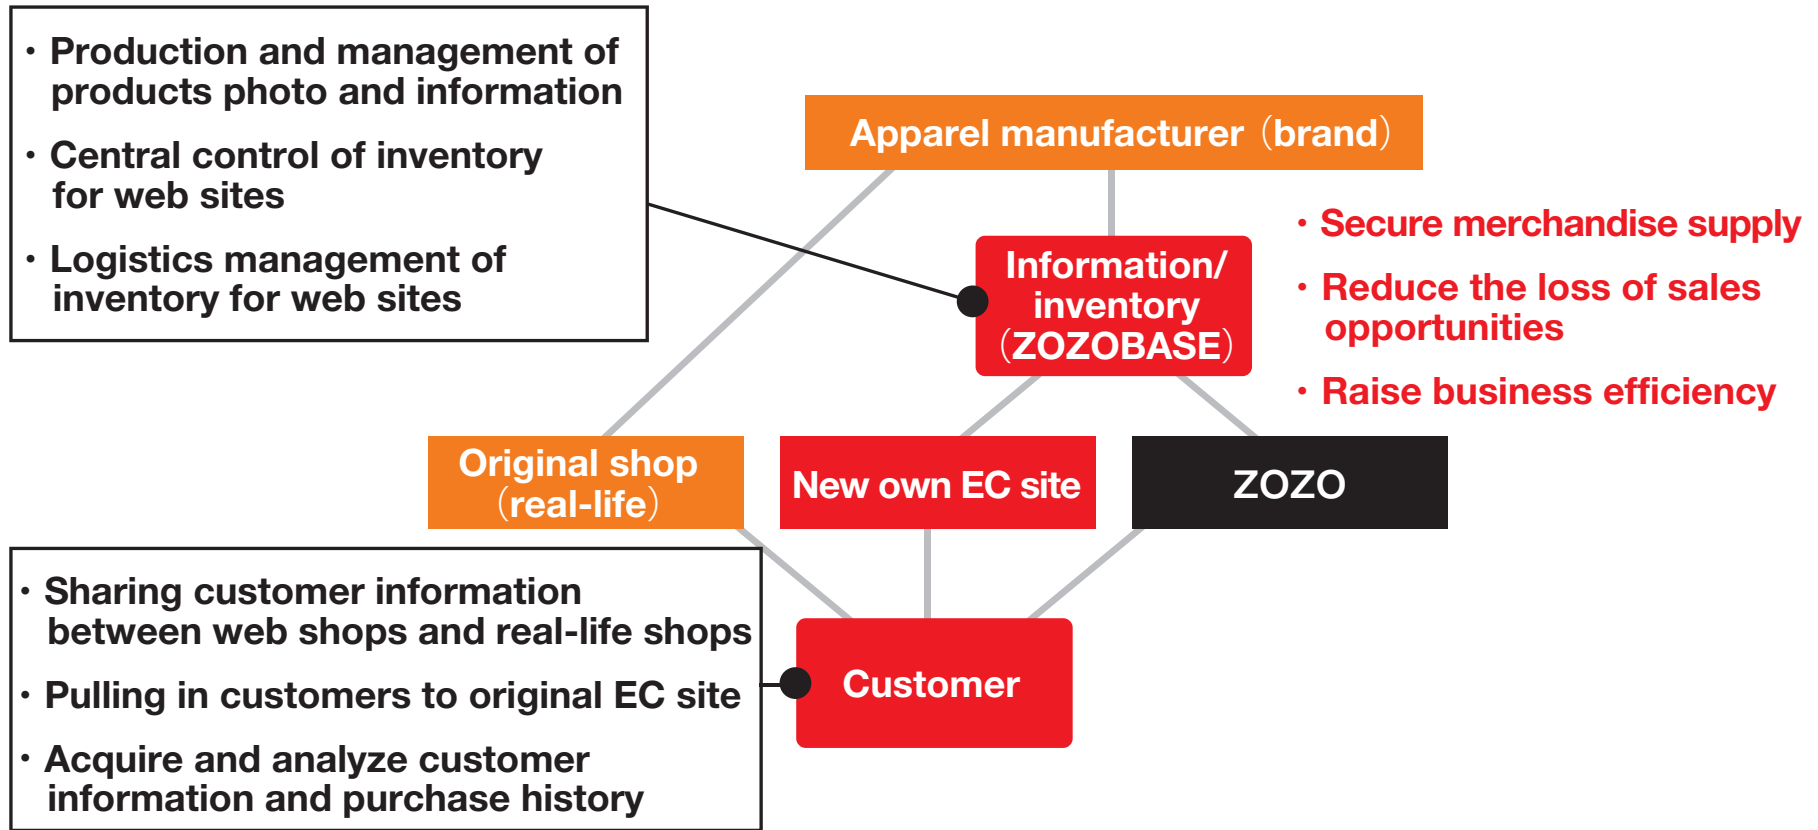 ・Production and management of
products photo and information
・Central control of inventory
for web sites
・Logistics management of
inventory for web sites
Apparel manufacturer（brand）
Information/
inventory
（ZOZOBASE）
・Secure merchandise supply
・Reduce the loss of sales
opportunities
・Raise business efficiency
Original shop
（real-life）
New own EC site
ZOZO
・Sharing customer information
between web shops and real-life shops
・Pulling in customers to original EC site
・Acquire and analyze customer
information and purchase history
Customer